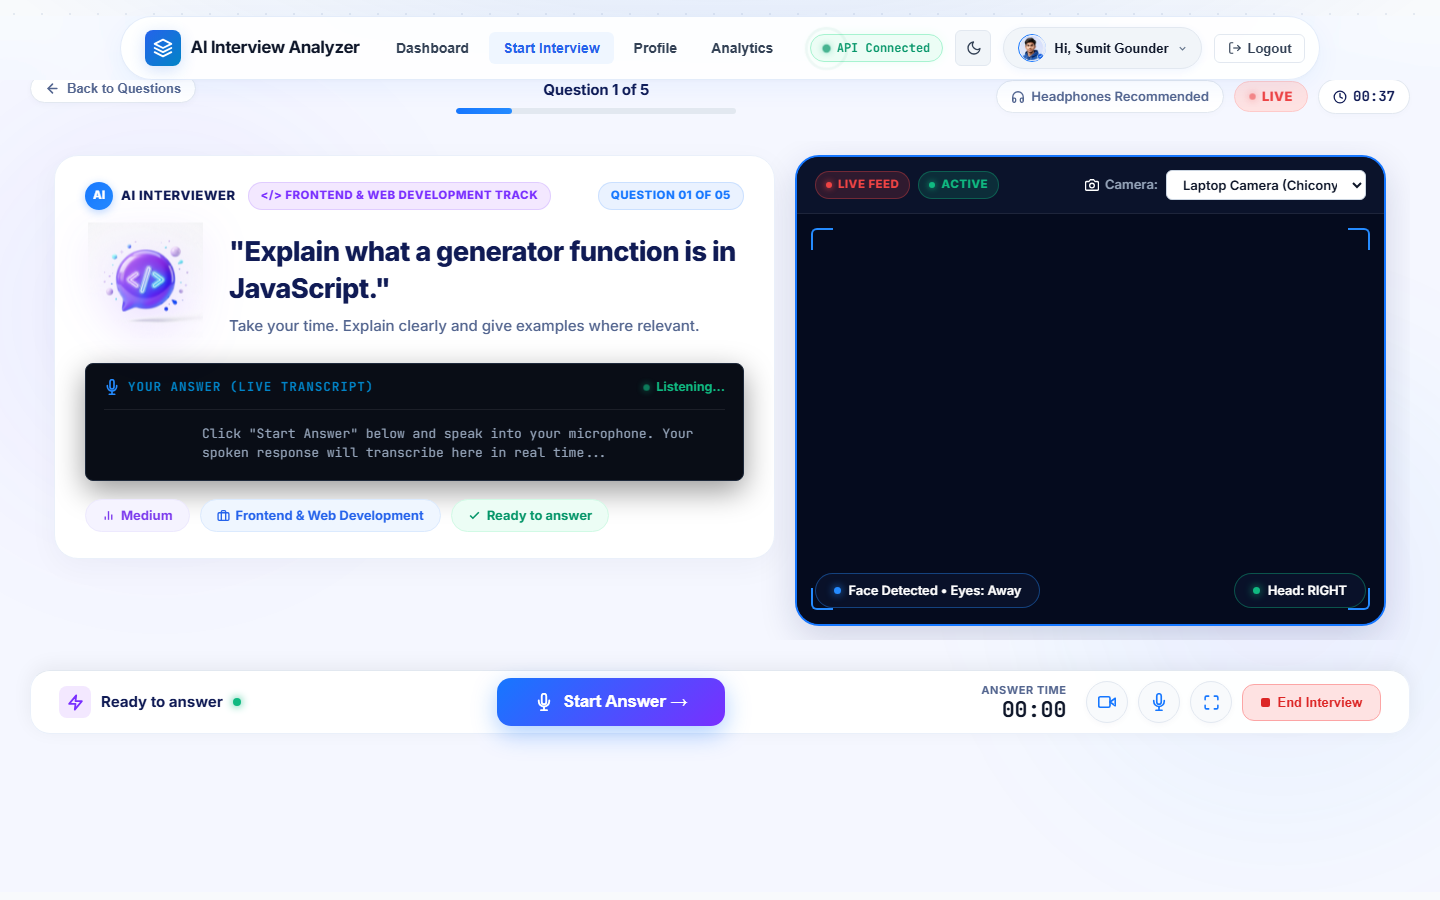 AI Interview Analyzer
Dashboard
Start Interview
Profile
Analytics
API Connected
Hi, Sumit Gounder
Logout
Back to Questions
Question 1 of 5
Headphones Recommended
LIVE
00:37
AI
AI INTERVIEWER
</> FRONTEND & WEB DEVELOPMENT TRACK
QUESTION 01 OF 05
"Explain what a generator function is in
JavaScript."
Take your time. Explain clearly and give examples where relevant.
YOUR ANSWER (LIVE TRANSCRIPT)
Listening...
Click "Start Answer" below and speak into your microphone. Your
spoken response will transcribe here in real time...
Medium
Frontend & Web Development
Ready to answer
LIVE FEED
ACTIVE
Camera:
Laptop Camera (Chicony
Face Detected • Eyes: Away
Head: RIGHT
Ready to answer
Start Answer →
ANSWER TIME
00:00
End Interview